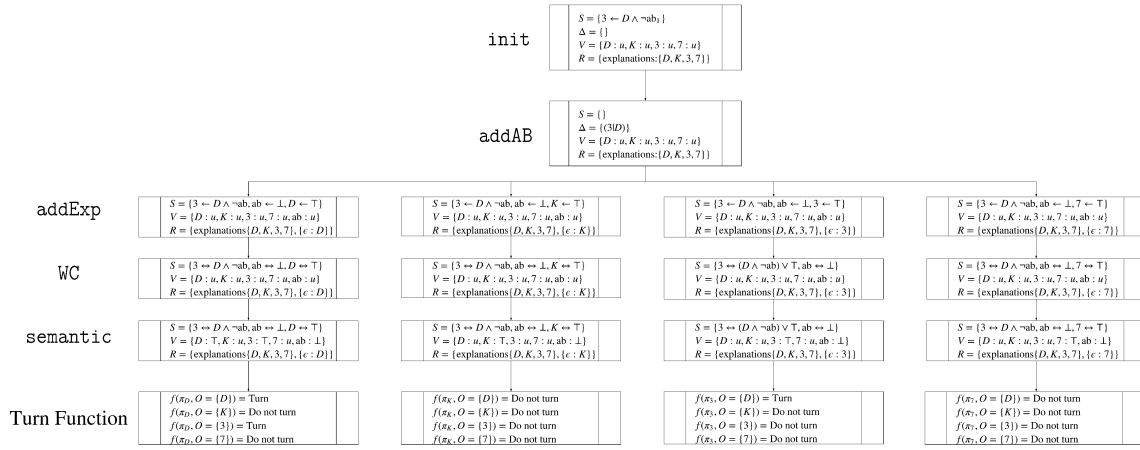 init
S = {3 ← D ∧ ¬ab₁}
Δ = {}
V = {D : u, K : u, 3 : u, 7 : u}
R = {explanations:{D, K, 3, 7}}
addAB
S = {}
Δ = {(3|D)}
V = {D : u, K : u, 3 : u, 7 : u}
R = {explanations:{D, K, 3, 7}}
addExp
S = {3 ← D ∧ ¬ab, ab ← ⊥, D ← ⊤}
V = {D : u, K : u, 3 : u, 7 : u, ab : u}
R = {explanations{D, K, 3, 7}, {ϵ : D}}
S = {3 ← D ∧ ¬ab, ab ← ⊥, K ← ⊤}
V = {D : u, K : u, 3 : u, 7 : u, ab : u}
R = {explanations{D, K, 3, 7}, {ϵ : K}}
S = {3 ← D ∧ ¬ab, ab ← ⊥, 3 ← ⊤}
V = {D : u, K : u, 3 : u, 7 : u, ab : u}
R = {explanations{D, K, 3, 7}, {ϵ : 3}}
S = {3 ← D ∧ ¬ab, ab ← ⊥, 7 ← ⊤}
V = {D : u, K : u, 3 : u, 7 : u, ab : u}
R = {explanations{D, K, 3, 7}, {ϵ : 7}}
WC
S = {3 ↔ D ∧ ¬ab, ab ↔ ⊥, D ↔ ⊤}
V = {D : u, K : u, 3 : u, 7 : u, ab : u}
R = {explanations{D, K, 3, 7}, {ϵ : D}}
S = {3 ↔ D ∧ ¬ab, ab ↔ ⊥, K ↔ ⊤}
V = {D : u, K : u, 3 : u, 7 : u, ab : u}
R = {explanations{D, K, 3, 7}, {ϵ : K}}
S = {3 ↔ (D ∧ ¬ab) ∨ ⊤, ab ↔ ⊥}
V = {D : u, K : u, 3 : u, 7 : u, ab : u}
R = {explanations{D, K, 3, 7}, {ϵ : 3}}
S = {3 ↔ D ∧ ¬ab, ab ↔ ⊥, 7 ↔ ⊤}
V = {D : u, K : u, 3 : u, 7 : u, ab : u}
R = {explanations{D, K, 3, 7}, {ϵ : 7}}
semantic
S = {3 ↔ D ∧ ¬ab, ab ↔ ⊥, D ↔ ⊤}
V = {D : ⊤, K : u, 3 : ⊤, 7 : u, ab : ⊥}
R = {explanations{D, K, 3, 7}, {ϵ : D}}
S = {3 ↔ D ∧ ¬ab, ab ↔ ⊥, K ↔ ⊤}
V = {D : u, K : ⊤, 3 : u, 7 : u, ab : ⊥}
R = {explanations{D, K, 3, 7}, {ϵ : K}}
S = {3 ↔ (D ∧ ¬ab) ∨ ⊤, ab ↔ ⊥}
V = {D : u, K : u, 3 : ⊤, 7 : u, ab : ⊥}
R = {explanations{D, K, 3, 7}, {ϵ : 3}}
S = {3 ↔ D ∧ ¬ab, ab ↔ ⊥, 7 ↔ ⊤}
V = {D : u, K : u, 3 : u, 7 : ⊤, ab : ⊥}
R = {explanations{D, K, 3, 7}, {ϵ : 7}}
Turn Function
f(π_D, O = {D}) = Turn
f(π_D, O = {K}) = Do not turn
f(π_D, O = {3}) = Turn
f(π_D, O = {7}) = Do not turn
f(π_K, O = {D}) = Do not turn
f(π_K, O = {K}) = Do not turn
f(π_K, O = {3}) = Do not turn
f(π_K, O = {7}) = Do not turn
f(π₃, O = {D}) = Turn
f(π₃, O = {K}) = Do not turn
f(π₃, O = {3}) = Do not turn
f(π₃, O = {7}) = Do not turn
f(π₇, O = {D}) = Do not turn
f(π₇, O = {K}) = Do not turn
f(π₇, O = {3}) = Do not turn
f(π₇, O = {7}) = Do not turn